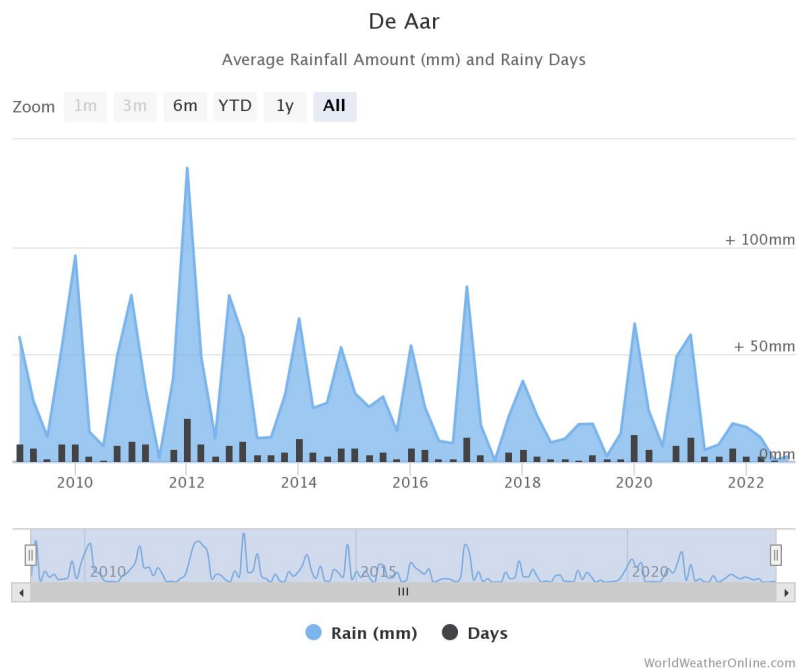 De Aar
Average Rainfall Amount (mm) and Rainy Days
Zoom 1m 3m 6m YTD 1y All
+ 100mm
+ 50mm
0mm
2010 2012 2014 2016 2018 2020 2022
2010 2015 2020
Rain (mm) Days
WorldWeatherOnline.com